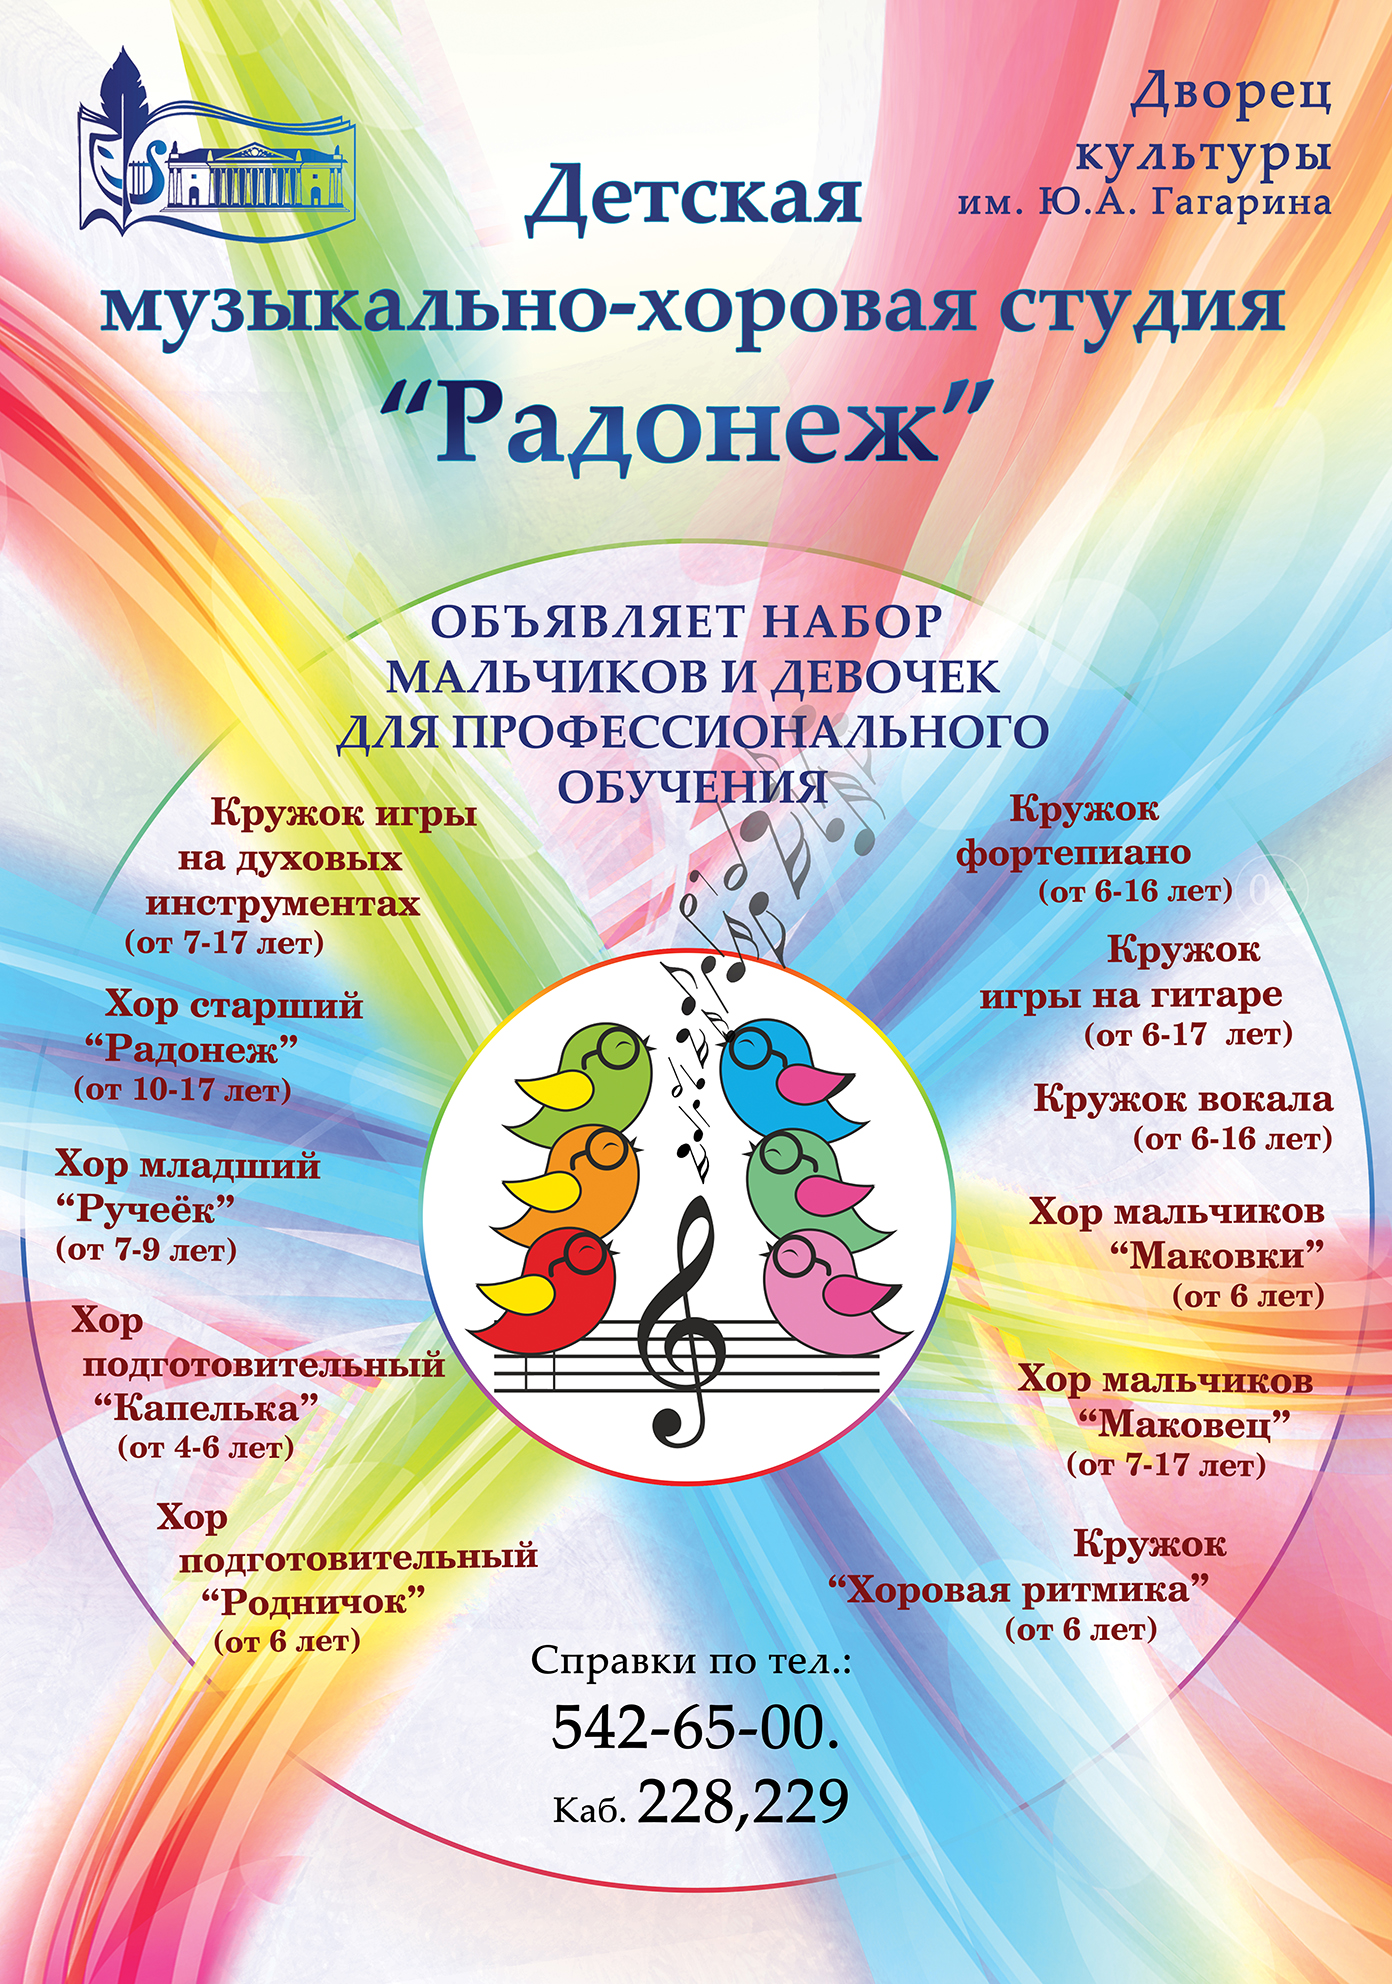 Дворец
культуры
им. Ю.А. Гагарина
Детская
музыкально-хоровая студия
“Радонеж”
ОБЪЯВЛЯЕТ НАБОР
МАЛЬЧИКОВ И ДЕВОЧЕК
ДЛЯ ПРОФЕССИОНАЛЬНОГО
ОБУЧЕНИЯ
Кружок игры
на духовых
инструментах
(от 7-17 лет)
Хор старший
“Радонеж”
(от 10-17 лет)
Хор младший
“Ручеёк”
(от 7-9 лет)
Хор
подготовительный
“Капелька”
(от 4-6 лет)
Хор
подготовительный
“Родничок”
(от 6 лет)
Кружок
фортепиано
(от 6-16 лет)
Кружок
игры на гитаре
(от 6-17 лет)
Кружок вокала
(от 6-16 лет)
Хор мальчиков
“Маковки”
(от 6 лет)
Хор мальчиков
“Маковец”
(от 7-17 лет)
Кружок
“Хоровая ритмика”
(от 6 лет)
Справки по тел.:
542-65-00.
Каб. 228,229